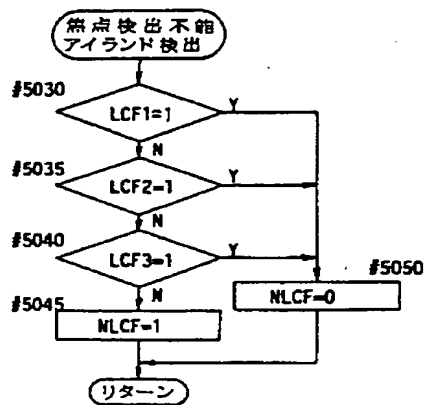 焦点検出不能
アイランド検出
#5030
LCF1=1
Y
N
#5035
LCF2=1
Y
N
#5040
LCF3=1
Y
N
#5050
NLCF=0
#5045
NLCF=1
リターン